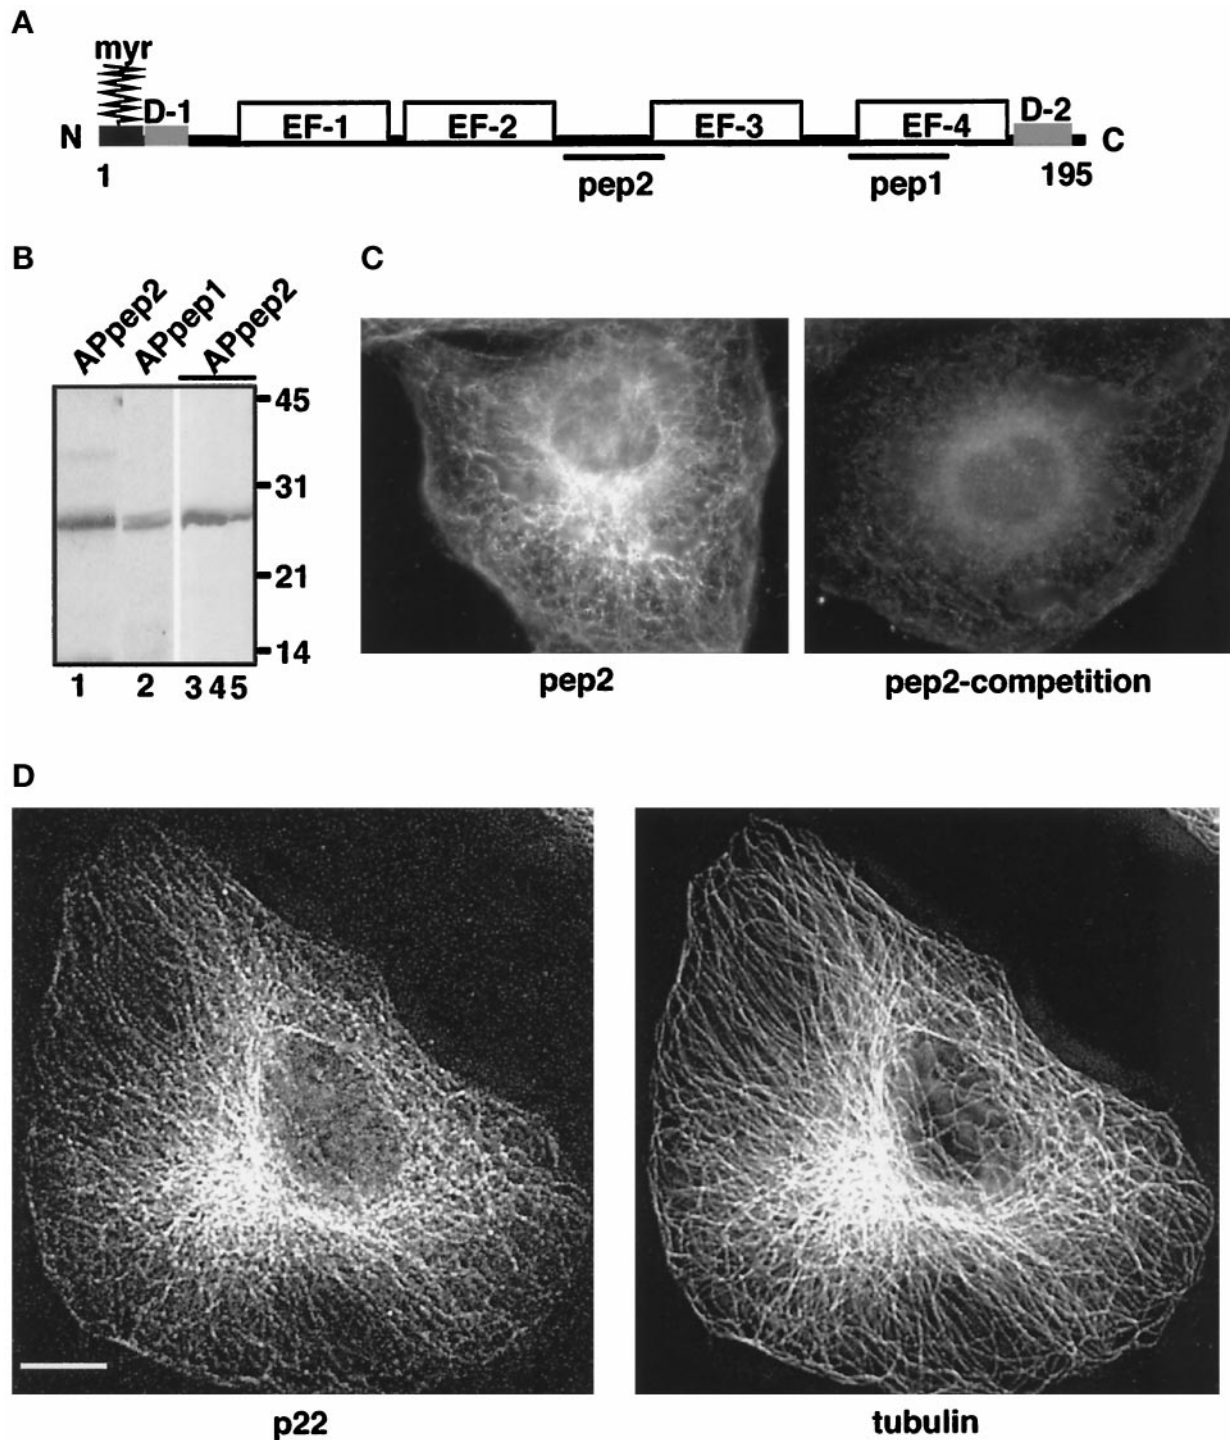 A
myr
D-1
EF-1 EF-2 EF-3 EF-4 D-2
N C
1 pep2 pep1 195
B
APpep2 APpep1 APpep2
45
31
21
14
1 2 3 4 5
C
pep2 pep2-competition
D
p22 tubulin